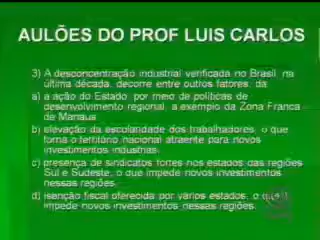 AULÕES DO PROF LUIS CARLOS
3) A desconcentração industrial verificada no Brasil, na
última década, decorre entre outros fatores, da
a) a ação do Estado, por meio de políticas de
desenvolvimento regional, a exemplo da Zona Franca
de Manaus.
b) elevação da escolaridade dos trabalhadores, o que
torna o território nacional atraente para novos
investimentos industriais.
c) presença de sindicatos fortes nos estados das regiões
Sul e Sudeste, o que impede novos investimentos
nessas regiões.
d) isenção fiscal oferecida por vários estados, o que
impede novos investimentos nessas regiões.